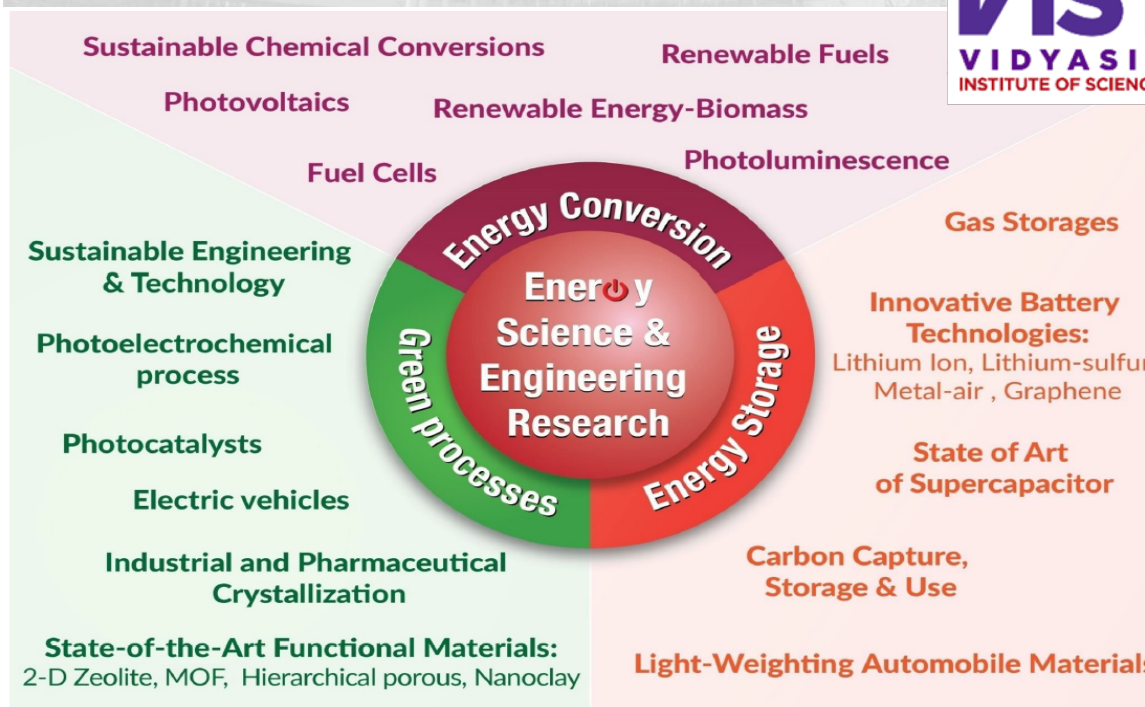 VIDYASI
INSTITUTE OF SCIENC
Sustainable Chemical Conversions
Renewable Fuels
Photovoltaics
Renewable Energy-Biomass
Fuel Cells
Photoluminescence
Energy Conversion
Energy
Science &
Engineering
Research
Green processes
Energy Storage
Sustainable Engineering
& Technology
Photoelectrochemical
process
Photocatalysts
Electric vehicles
Industrial and Pharmaceutical
Crystallization
State-of-the-Art Functional Materials:
2-D Zeolite, MOF, Hierarchical porous, Nanoclay
Gas Storages
Innovative Battery
Technologies:
Lithium Ion, Lithium-sulfur
Metal-air , Graphene
State of Art
of Supercapacitor
Carbon Capture,
Storage & Use
Light-Weighting Automobile Materials